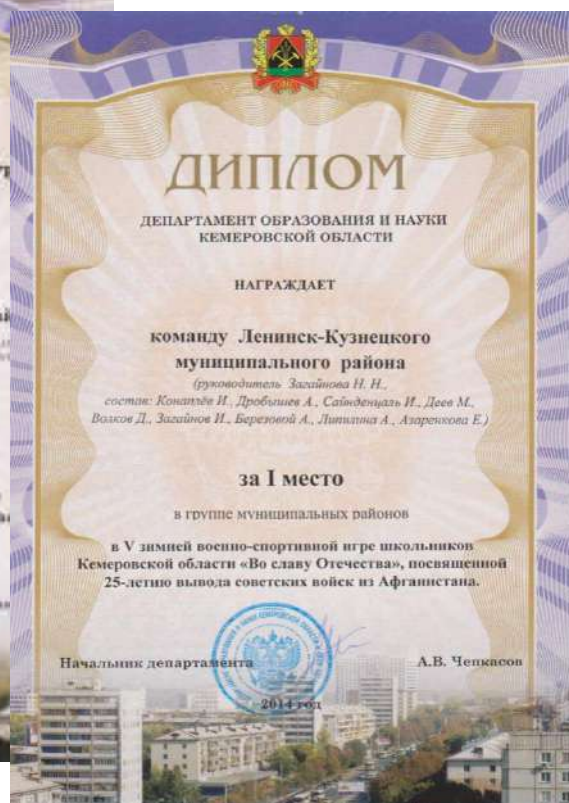 ДИПЛОМ
ДЕПАРТАМЕНТ ОБРАЗОВАНИЯ И НАУКИ
КЕМЕРОВСКОЙ ОБЛАСТИ
НАГРАЖДАЕТ
команду Ленинск-Кузнецкого
муниципального района
(руководитель Загайнова Н. Н.,
состав: Конаплёв И., Дробышев А., Сайнденцаль И., Деев М.,
Волков Д., Загайнов И., Березовой А., Липилина А., Азаренкова Е.)
за I место
в группе муниципальных районов
в V зимней военно-спортивной игре школьников
Кемеровской области «Во славу Отечества», посвященной
25-летию вывода советских войск из Афганистана.
Начальник департамента
А.В. Чепкасов
2014 год